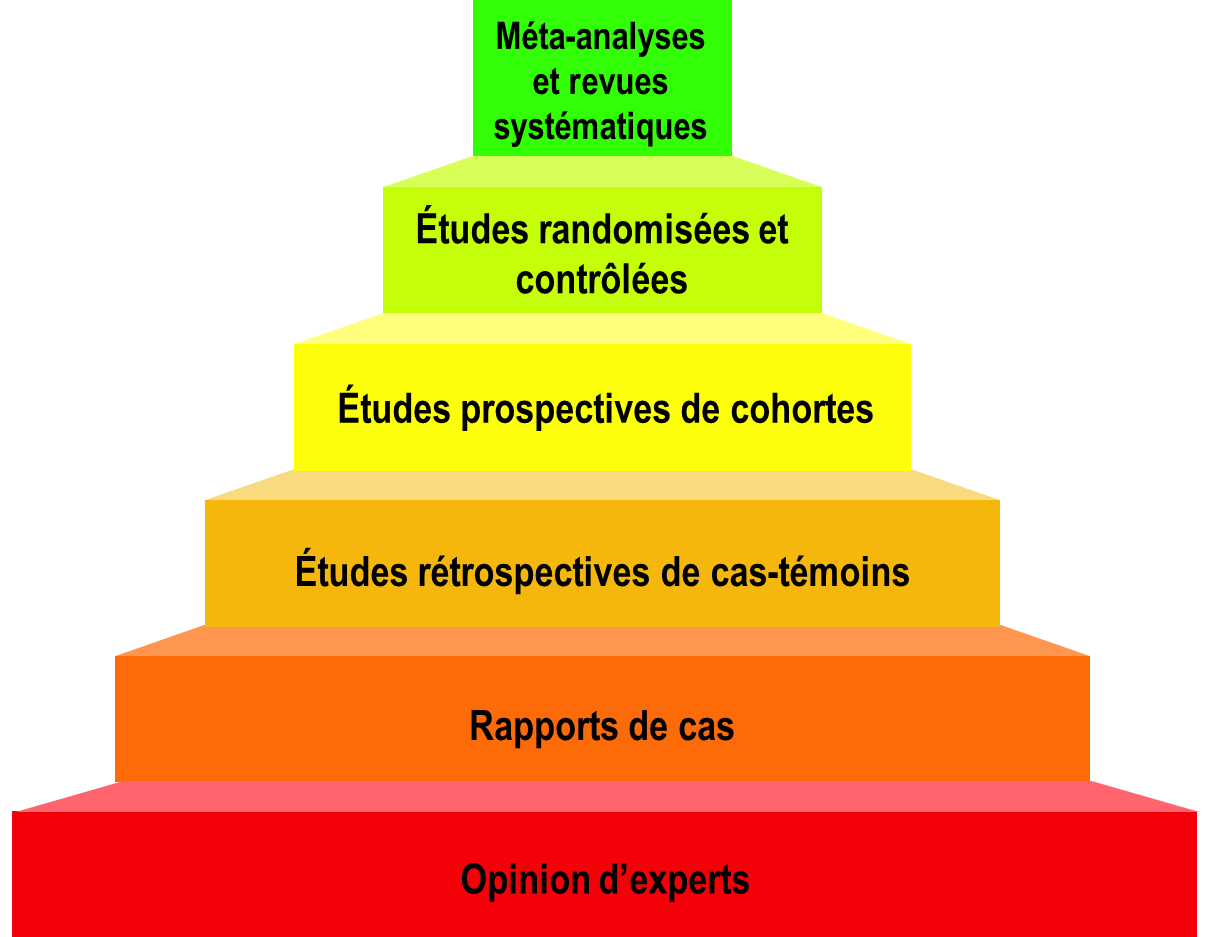 Méta-analyses
et revues
systématiques
Études randomisées et
contrôlées
Études prospectives de cohortes
Études rétrospectives de cas-témoins
Rapports de cas
Opinion d’experts